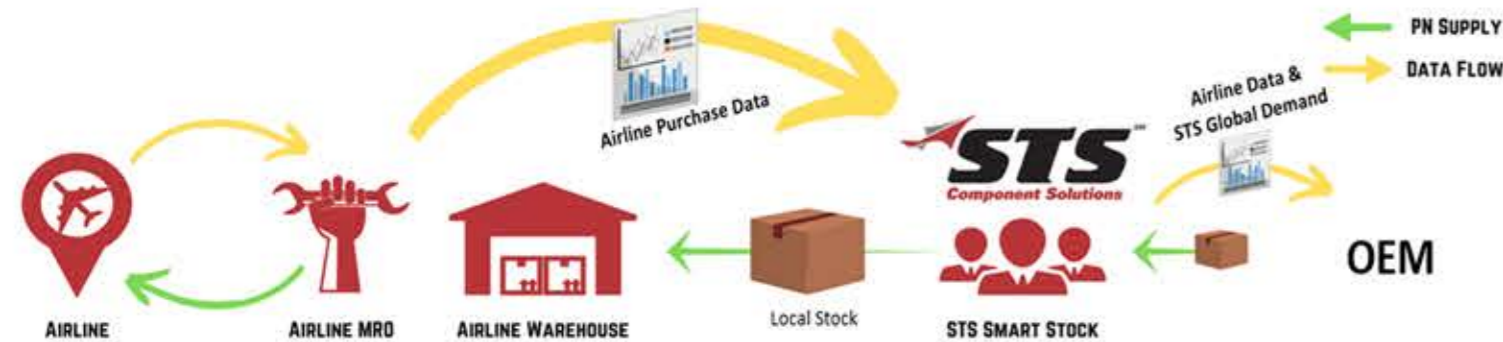 PN SUPPLY
DATA FLOW
Airline Purchase Data
Airline Data &
STS Global Demand
STS
Component Solutions
Local Stock
OEM
AIRLINE
AIRLINE MRO
AIRLINE WAREHOUSE
STS SMART STOCK